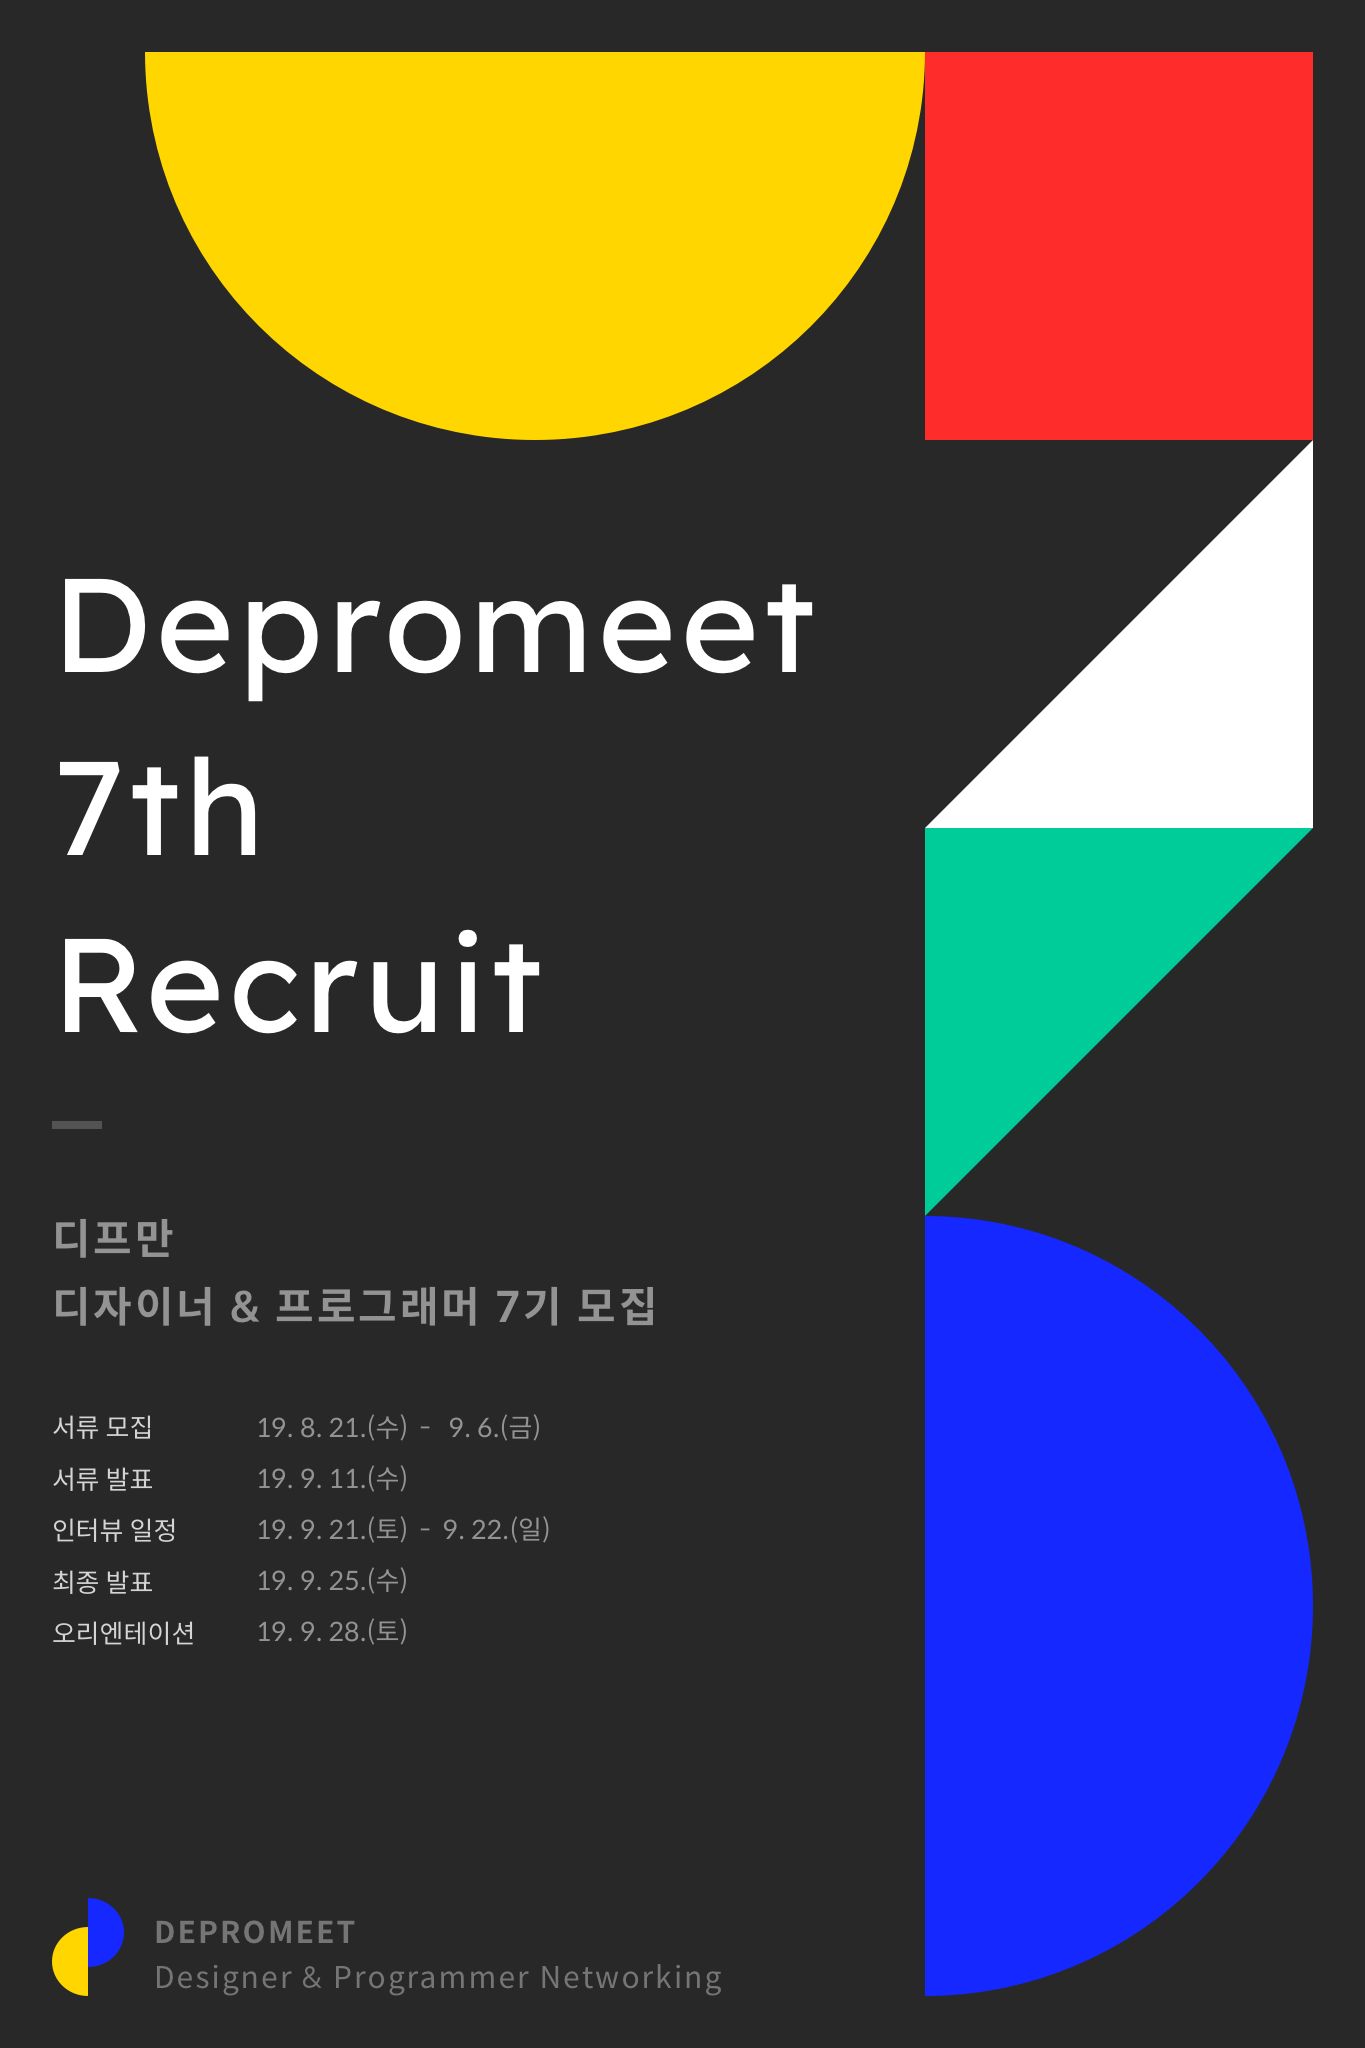 Depromeet
7th
Recruit
디프만
디자이너 & 프로그래머 7기 모집
서류 모집 19. 8. 21.(수) - 9. 6.(금)
서류 발표 19. 9. 11.(수)
인터뷰 일정 19. 9. 21.(토) - 9. 22.(일)
최종 발표 19. 9. 25.(수)
오리엔테이션 19. 9. 28.(토)
DEPROMEET
Designer & Programmer Networking